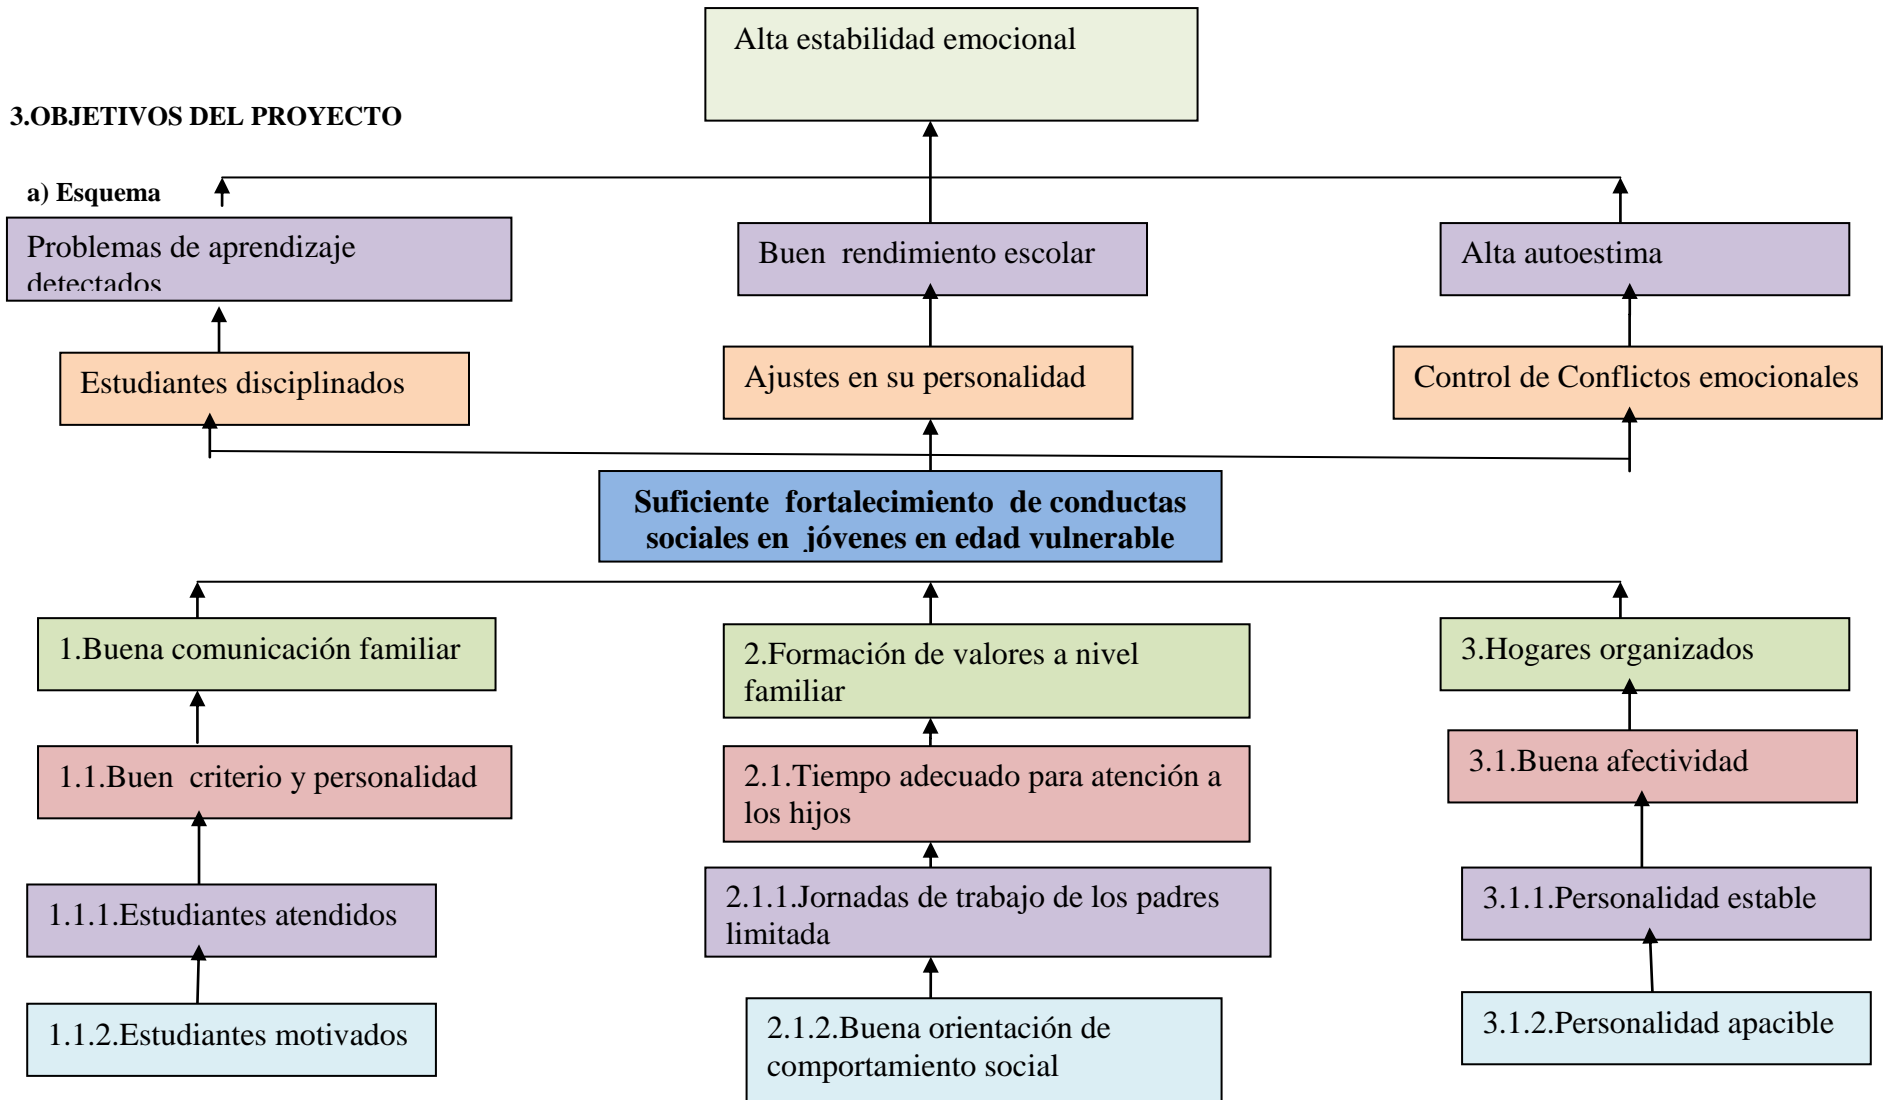 Alta estabilidad emocional
3.OBJETIVOS DEL PROYECTO
a) Esquema
Problemas de aprendizaje
detectados
Buen  rendimiento escolar
Alta autoestima
Estudiantes disciplinados
Ajustes en su personalidad
Control de Conflictos emocionales
Suficiente  fortalecimiento  de conductas
sociales en  jóvenes en edad vulnerable
1.Buena comunicación familiar
2.Formación de valores a nivel
familiar
3.Hogares organizados
1.1.Buen  criterio y personalidad
2.1.Tiempo adecuado para atención a
los hijos
3.1.Buena afectividad
1.1.1.Estudiantes atendidos
2.1.1.Jornadas de trabajo de los padres
limitada
3.1.1.Personalidad estable
1.1.2.Estudiantes motivados
2.1.2.Buena orientación de
comportamiento social
3.1.2.Personalidad apacible